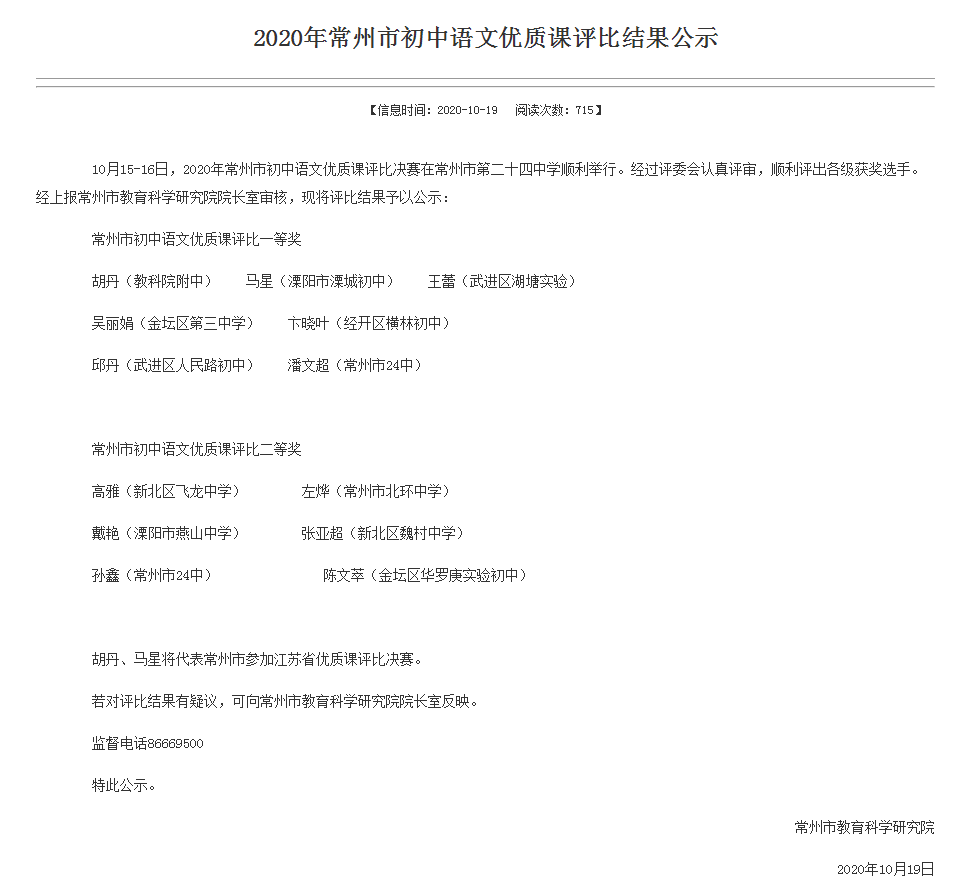 2020年常州市初中语文优质课评比结果公示
【信息时间：2020-10-19 阅读次数：715】
10月15-16日，2020年常州市初中语文优质课评比决赛在常州市第二十四中学顺利举行。经过评委会认真评审，顺利评出各级获奖选手。
经上报常州市教育科学研究院院长室审核，现将评比结果予以公示：
常州市初中语文优质课评比一等奖
胡丹（教科院附中） 马星（溧阳市溧城初中） 王蕾（武进区湖塘实验）
吴丽娟（金坛区第三中学） 卞晓叶（经开区横林初中）
邱丹（武进区人民路初中） 潘文超（常州市24中）
常州市初中语文优质课评比二等奖
高雅（新北区飞龙中学） 左烨（常州市北环中学）
戴艳（溧阳市燕山中学） 张亚超（新北区魏村中学）
孙鑫（常州市24中） 陈文萃（金坛区华罗庚实验初中）
胡丹、马星将代表常州市参加江苏省优质课评比决赛。
若对评比结果有疑议，可向常州市教育科学研究院院长室反映。
监督电话86669500
特此公示。
常州市教育科学研究院
2020年10月19日